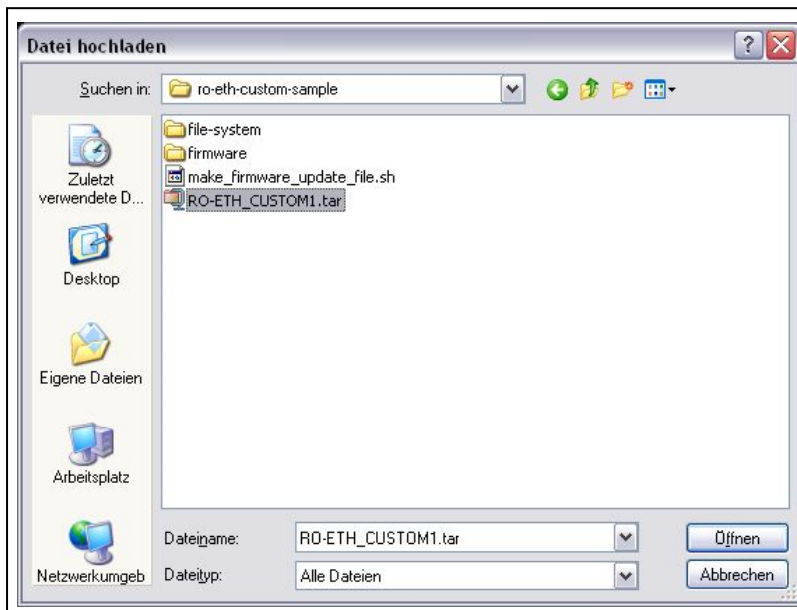 Datei hochladen
Suchen in:
ro-eth-custom-sample
file-system
firmware
make_firmware_update_file.sh
RO-ETH_CUSTOM1.tar
Zuletzt
verwendete D...
Desktop
Eigene Dateien
Arbeitsplatz
Netzwerkumgeb
Dateiname:
RO-ETH_CUSTOM1.tar
Öffnen
Dateityp:
Alle Dateien
Abbrechen